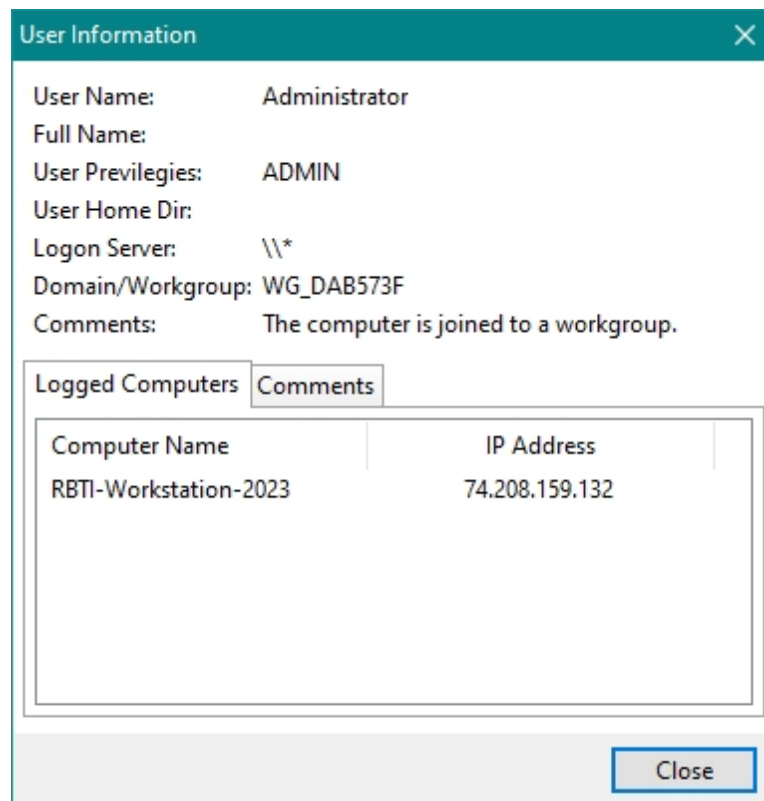 User Information
User Name: Administrator
Full Name:
User Previlegies: ADMIN
User Home Dir:
Logon Server: \\*
Domain/Workgroup: WG_DAB573F
Comments: The computer is joined to a workgroup.
Logged Computers Comments
Computer Name IP Address
RBTI-Workstation-2023 74.208.159.132
Close